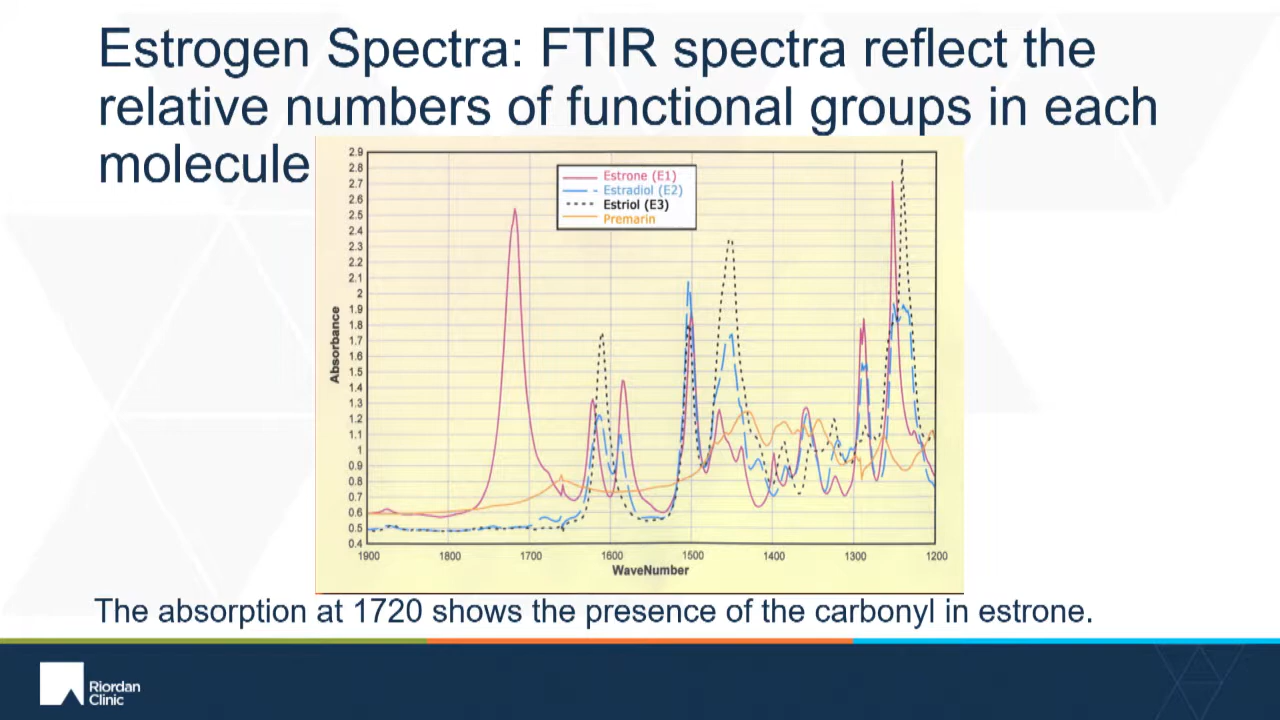 Estrogen Spectra: FTIR spectra reflect the
relative numbers of functional groups in each
molecule
2.9
2.8
2.7
2.6
2.5
2.4
2.3
2.2
2.1
2
1.9
1.8
1.7
1.6
1.5
1.4
1.3
1.2
1.1
1
0.9
0.8
0.7
0.6
0.5
0.4
Absorbance
Estrone (E1)
Estradiol (E2)
Estriol (E3)
Premarin
1900 1800 1700 1600 1500 1400 1300 1200
WaveNumber
The absorption at 1720 shows the presence of the carbonyl in estrone.
Riordan
Clinic